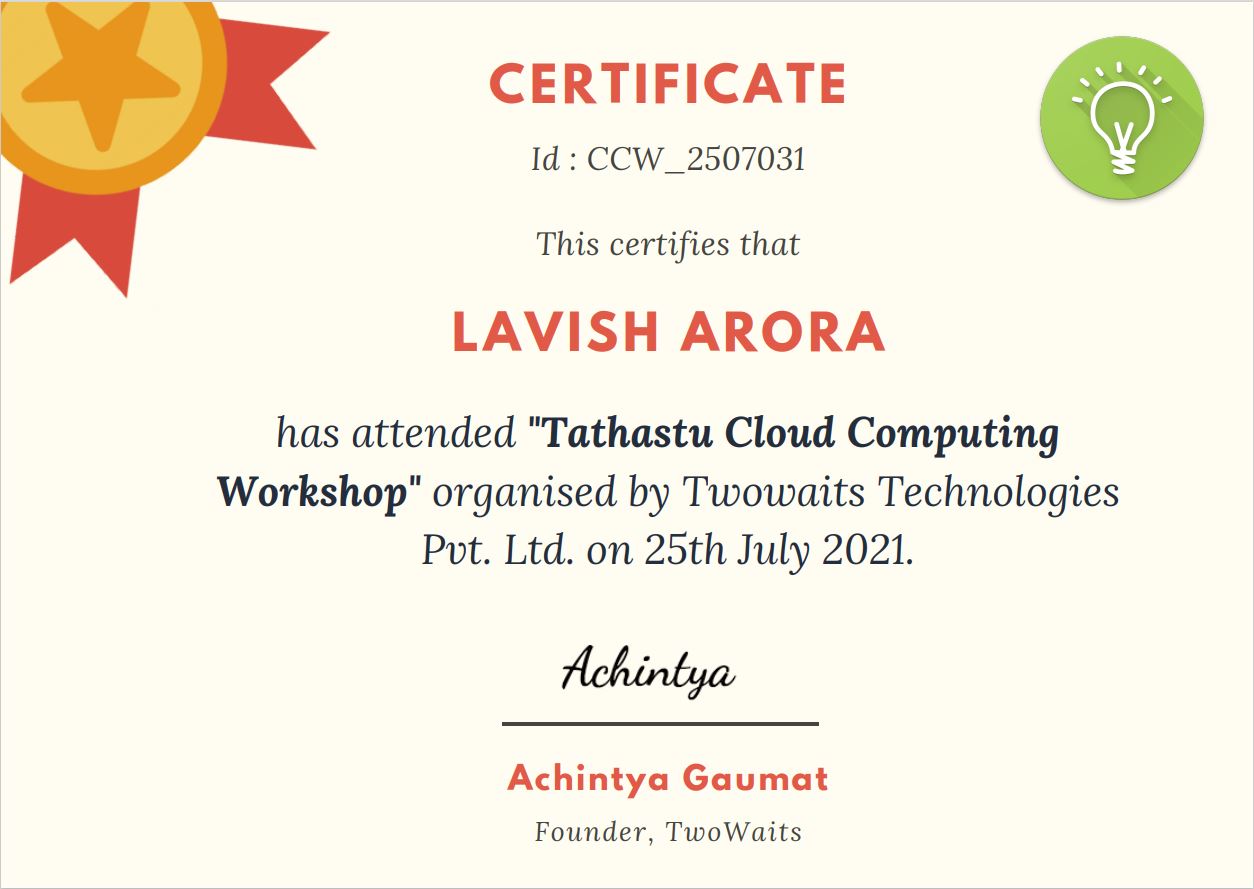 CERTIFICATE
Id : CCW_2507031
This certifies that
LAVISH ARORA
has attended "Tathastu Cloud Computing
Workshop" organised by Twowaits Technologies
Pvt. Ltd. on 25th July 2021.
Achintya
Achintya Gaumat
Founder, TwoWaits